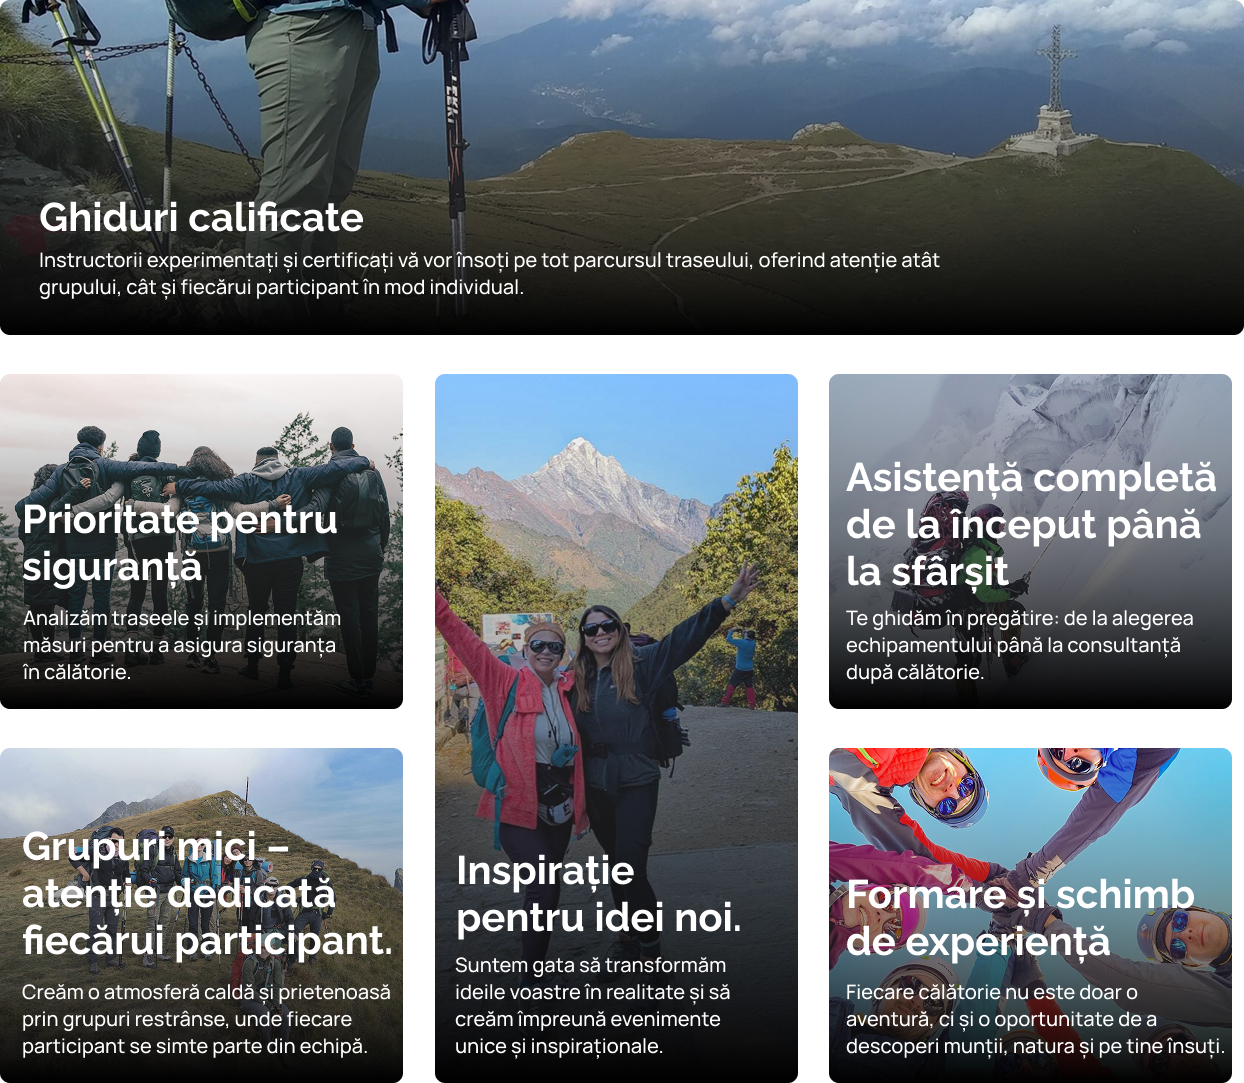 LEKI
Ghiduri calificate
Instructorii experimentați și certificați vă vor însoți pe tot parcursul traseului, oferind atenție atât
grupului, cât și fiecărui participant în mod individual.
Prioritate pentru
siguranță
Analizăm traseele și implementăm
măsuri pentru a asigura siguranța
în călătorie.
Asistență completă
de la început până
la sfârșit
Te ghidăm în pregătire: de la alegerea
echipamentului până la consultanță
după călătorie.
Grupuri mici –
atenție dedicată
fiecărui participant.
Creăm o atmosferă caldă și prietenoasă
prin grupuri restrânse, unde fiecare
participant se simte parte din echipă.
Inspirație
pentru idei noi.
Suntem gata să transformăm
ideile voastre în realitate și să
creăm împreună evenimente
unice și inspiraționale.
Formare și schimb
de experiență
Fiecare călătorie nu este doar o
aventură, ci și o oportunitate de a
descoperi munții, natura și pe tine însuți.